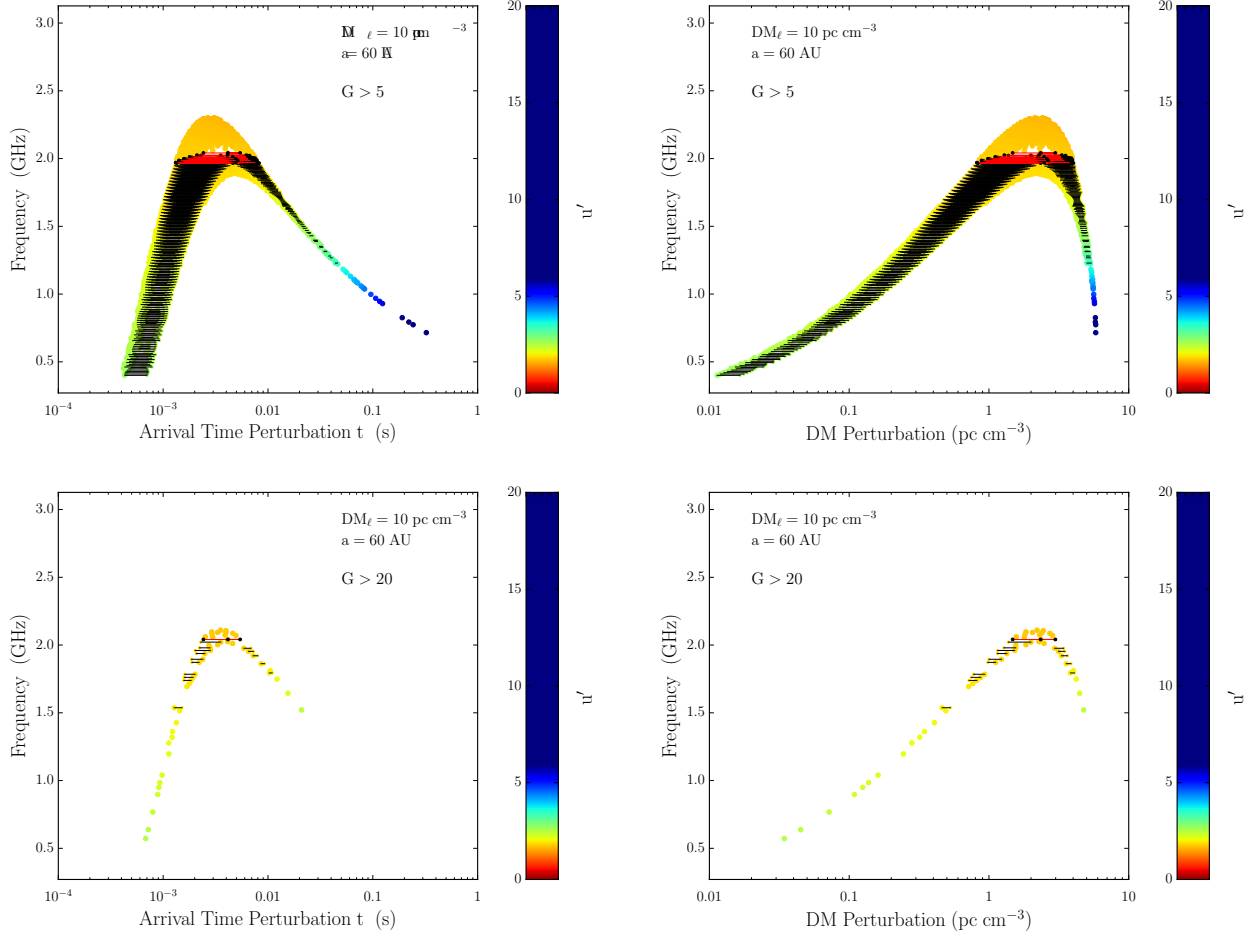 3.0
2.5
2.0
1.5
1.0
0.5
Frequency (GHz)
a= 60
G > 5
10⁻⁴
10⁻³
0.01
0.1
1
Arrival Time Perturbation t (s)
20
15
10
5
0
u′
3.0
2.5
2.0
1.5
1.0
0.5
Frequency (GHz)
DMℓ = 10 pc cm⁻³
a = 60 AU
G > 5
0.01
0.1
1
10
DM Perturbation (pc cm⁻³)
20
15
10
5
0
u′
3.0
2.5
2.0
1.5
1.0
0.5
Frequency (GHz)
DMℓ = 10 pc cm⁻³
a = 60 AU
G > 20
10⁻⁴
10⁻³
0.01
0.1
1
Arrival Time Perturbation t (s)
20
15
10
5
0
u′
3.0
2.5
2.0
1.5
1.0
0.5
Frequency (GHz)
DMℓ = 10 pc cm⁻³
a = 60 AU
G > 20
0.01
0.1
1
10
DM Perturbation (pc cm⁻³)
20
15
10
5
0
u′